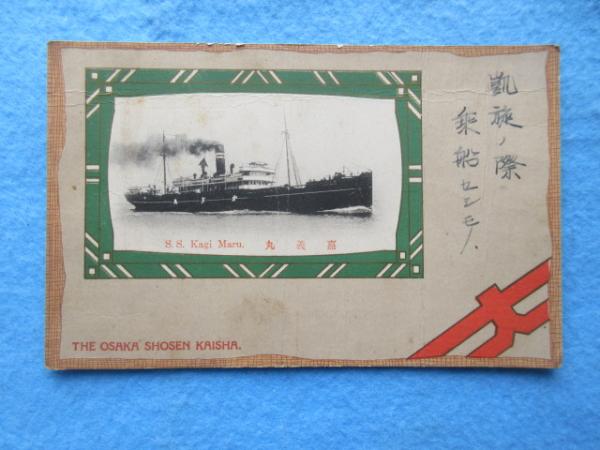 凱旋ノ際
乗船セシモノ
S. S. Kagi Maru. 丸 義 嘉
THE OSAKA SHOSEN KAISHA.